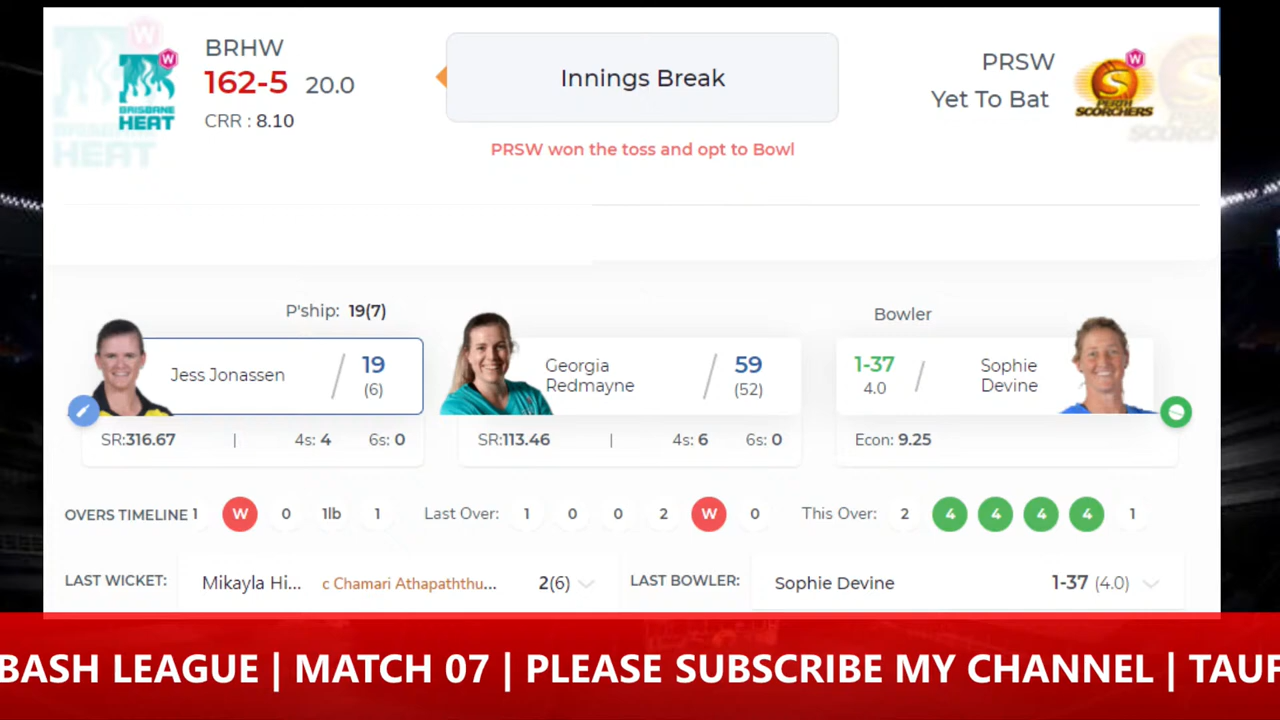 BRHW
162-5 20.0
CRR : 8.10
BRISBANE
HEAT
Innings Break
PRSW won the toss and opt to Bowl
PRSW
Yet To Bat
PERTH
SCORCHERS
W
W
P'ship: 19(7)
Jess Jonassen
19
(6)
SR:316.67 | 4s: 4 6s: 0
Georgia
Redmayne
59
(52)
SR:113.46 | 4s: 6 6s: 0
Bowler
1-37
4.0
Sophie
Devine
Econ: 9.25
OVERS TIMELINE 1 W 0 1lb 1 Last Over: 1 0 0 2 W 0 This Over: 2 4 4 4 4 1
LAST WICKET: Mikayla Hi... c Chamari Athapaththu... 2(6) LAST BOWLER: Sophie Devine 1-37 (4.0)
BASH LEAGUE | MATCH 07 | PLEASE SUBSCRIBE MY CHANNEL | TAUF